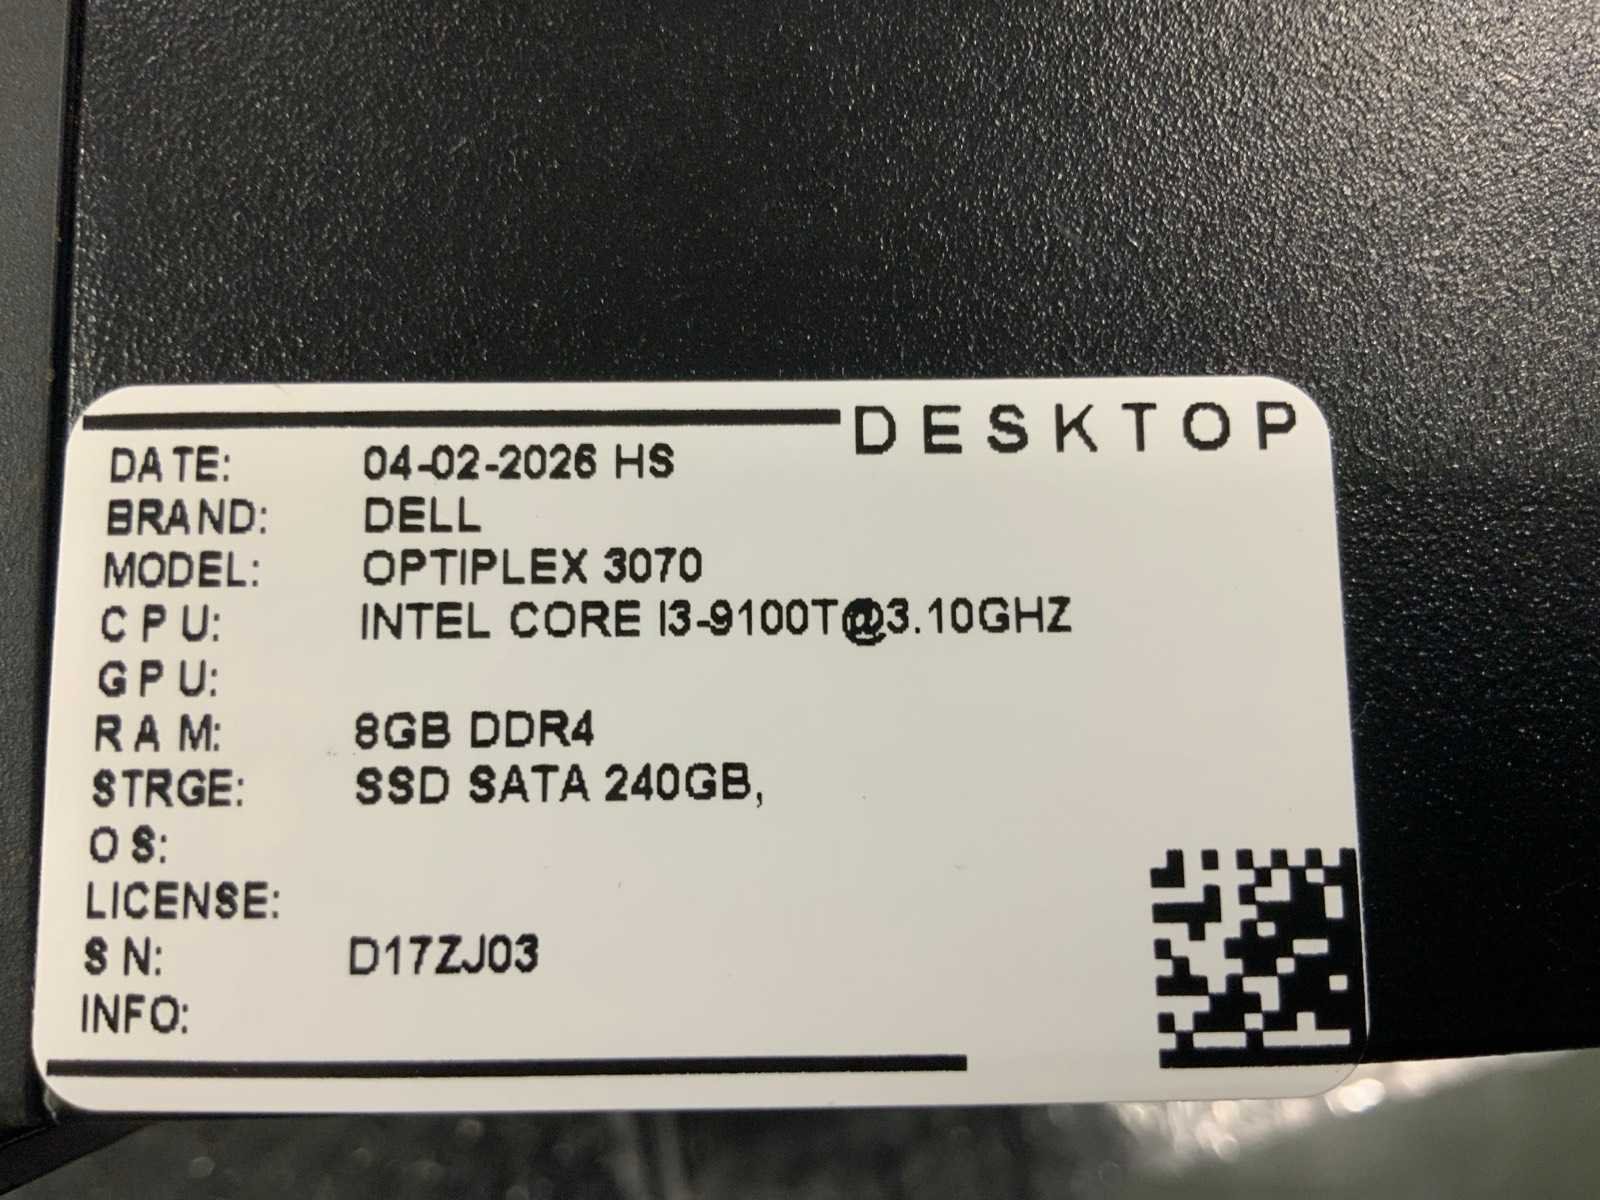 DESKTOP
DATE: 04-02-2026 HS
BRAND: DELL
MODEL: OPTIPLEX 3070
CPU: INTEL CORE I3-9100T@3.10GHZ
GPU:
RAM: 8GB DDR4
STRGE: SSD SATA 240GB,
OS:
LICENSE:
SN: D17ZJ03
INFO: